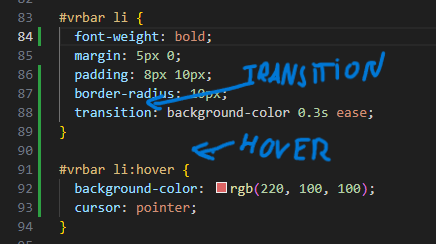 83 #vrbar li {
84 font-weight: bold;
85 margin: 5px 0;
86 padding: 8px 10px;
TRANSITION
87 border-radius: 10px;
88 transition: background-color 0.3s ease;
89 }
90
HOVER
91 #vrbar li:hover {
92 background-color: rgb(220, 100, 100);
93 cursor: pointer;
94 }